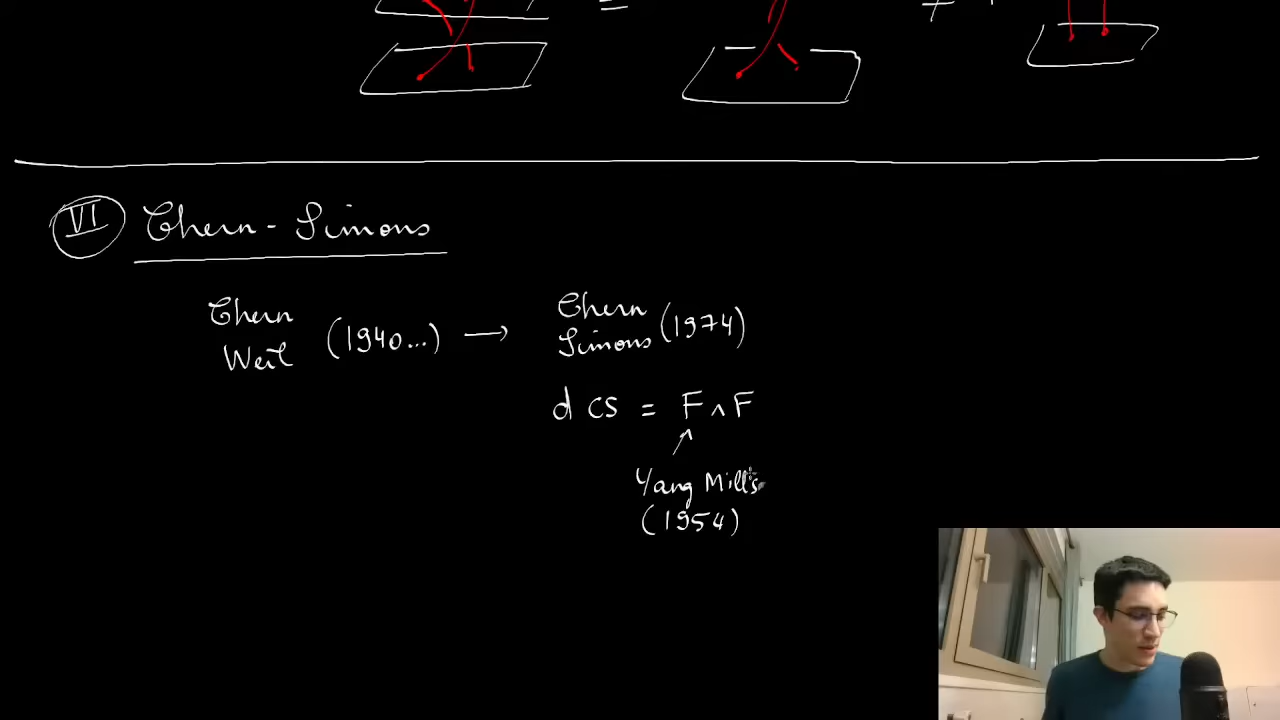 = ≠
VI Chern - Simons
Chern Weil (1940...) → Chern Simons (1974)
d CS = F ∧ F
Yang Mills
(1954)